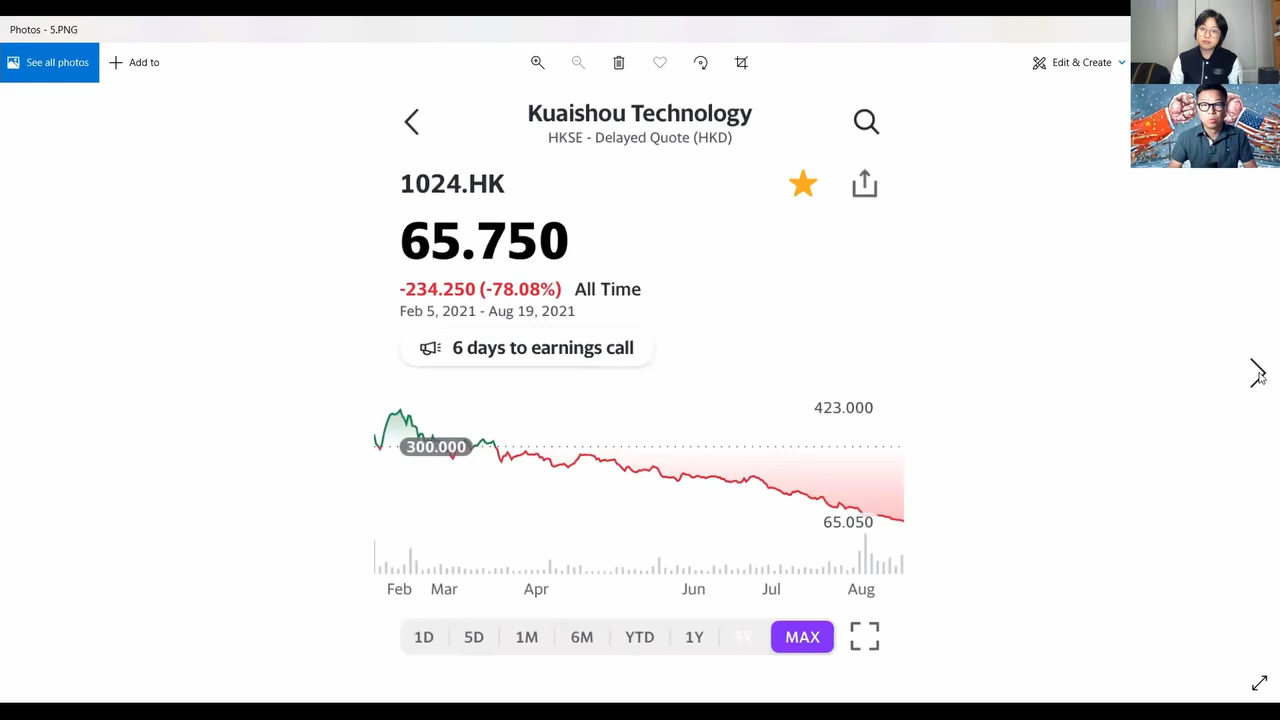 Photos - 5.PNG
See all photos
Add to
Edit & Create
Kuaishou Technology
HKSE - Delayed Quote (HKD)
1024.HK
65.750
-234.250 (-78.08%) All Time
Feb 5, 2021 - Aug 19, 2021
6 days to earnings call
423.000
300.000
65.050
Feb Mar Apr Jun Jul Aug
1D 5D 1M 6M YTD 1Y 5Y MAX